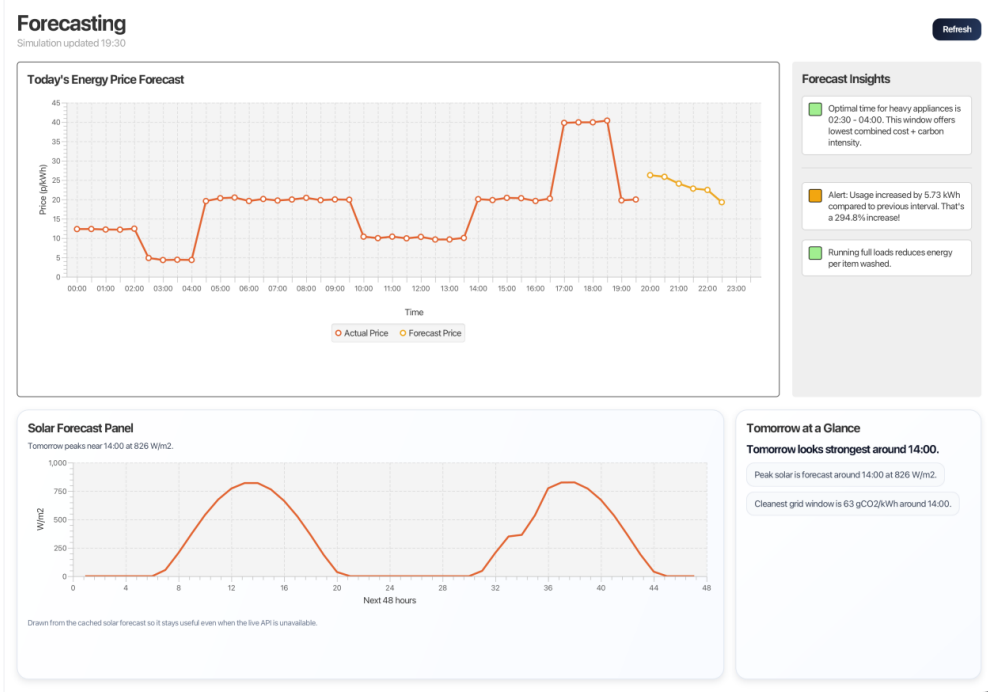 Forecasting
Simulation updated 19:30
Refresh
Today's Energy Price Forecast
Price (p/kWh)
45
40
35
30
25
20
15
10
5
0
00:00 01:00 02:00 03:00 04:00 05:00 06:00 07:00 08:00 09:00 10:00 11:00 12:00 13:00 14:00 15:00 16:00 17:00 18:00 19:00 20:00 21:00 22:00 23:00
Time
Actual Price Forecast Price
Forecast Insights
Optimal time for heavy appliances is
02:30 - 04:00. This window offers
lowest combined cost + carbon
intensity.
Alert: Usage increased by 5.73 kWh
compared to previous interval. That's
a 294.8% increase!
Running full loads reduces energy
per item washed.
Solar Forecast Panel
Tomorrow peaks near 14:00 at 826 W/m2.
W/m2
1,000
750
500
250
0
0 4 8 12 16 20 24 28 32 36 40 44 48
Next 48 hours
Drawn from the cached solar forecast so it stays useful even when the live API is unavailable.
Tomorrow at a Glance
Tomorrow looks strongest around 14:00.
Peak solar is forecast around 14:00 at 826 W/m2.
Cleanest grid window is 63 gCO2/kWh around 14:00.